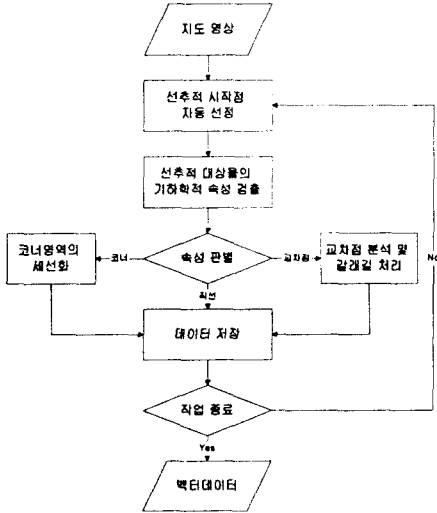 지도 영상
선추적 시작점
자동 선정
선추적 대상물의
기하학적 속성 검출
코너영역의
세선화
코너
속성 판별
교차점
교차점 분석 및
갈래길 처리
No
직선
데이터 저장
작업 종료
Yes
벡터데이터